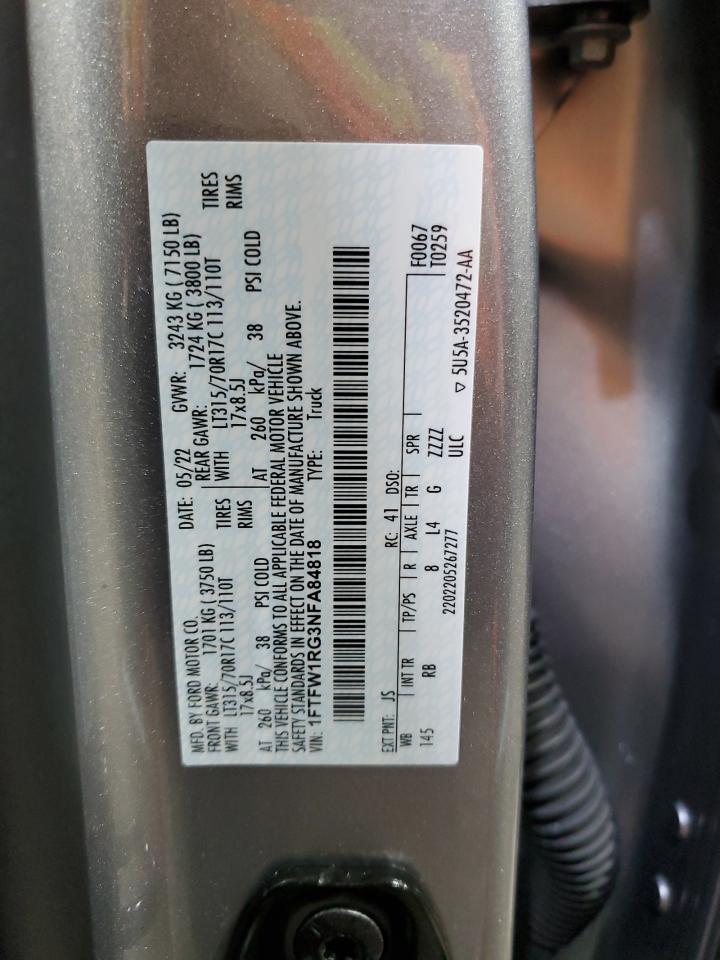 MFD. BY FORD MOTOR CO. DATE: 05/22 GVWR: 3243 KG ( 7150 LB)
FRONT GAWR: 1701 KG ( 3750 LB) REAR GAWR: 1724 KG ( 3800 LB)
WITH LT315/70R17C 113/110T TIRES WITH LT315/70R17C 113/110T TIRES
17x8.5J RIMS 17x8.5J RIMS
AT 260 kPa/ 38 PSI COLD AT 260 kPa/ 38 PSI COLD
THIS VEHICLE CONFORMS TO ALL APPLICABLE FEDERAL MOTOR VEHICLE
SAFETY STANDARDS IN EFFECT ON THE DATE OF MANUFACTURE SHOWN ABOVE.
VIN: 1FTFW1RG3NFA84818 TYPE: Truck
EXT PNT: JS RC: 41 DSO: F0067
WB INT TR TP/PS R AXLE TR SPR T0259
145 RB 8 L4 G ZZZZ
2202205267277 ULC ▽ 5U5A-3520472-AA